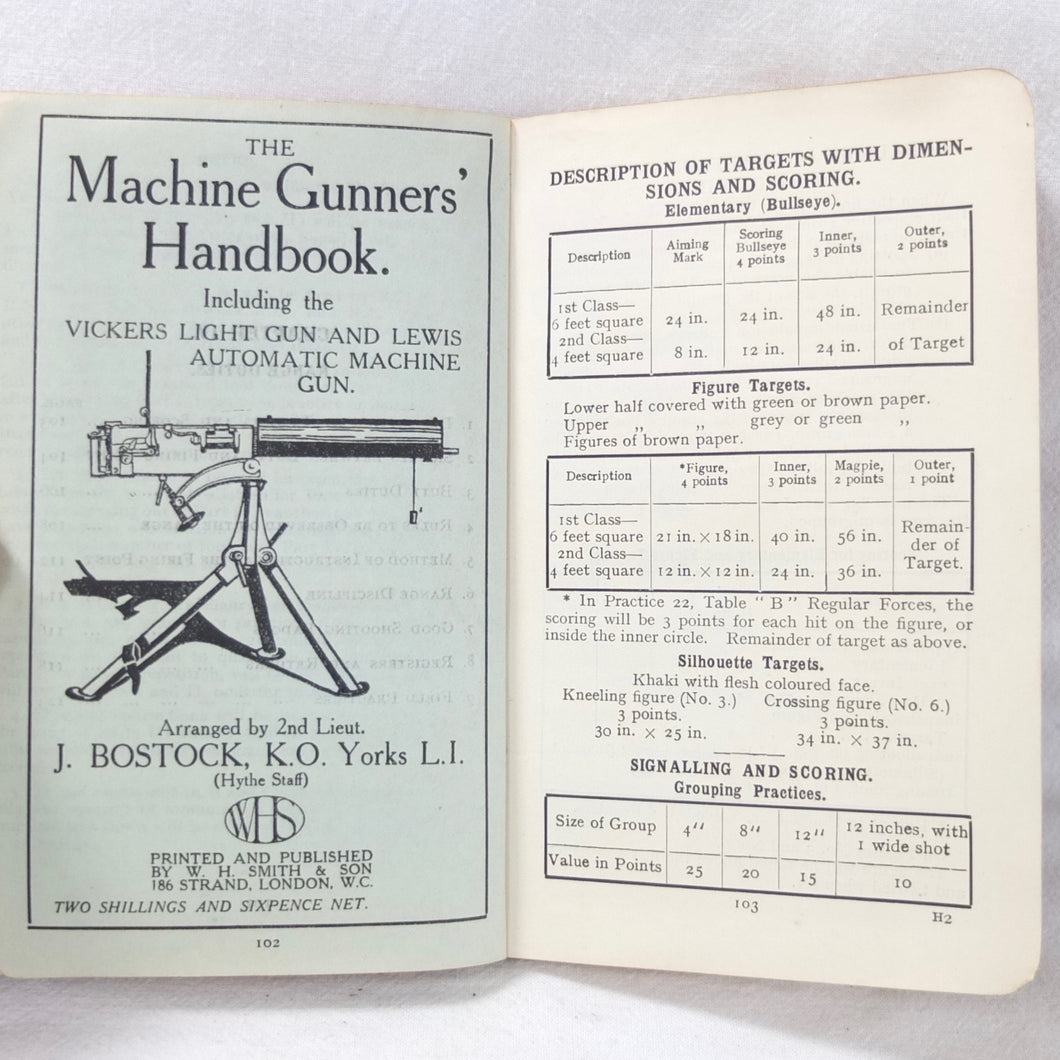 THE
Machine Gunners'
Handbook.
Including the
VICKERS LIGHT GUN AND LEWIS
AUTOMATIC MACHINE
GUN.
Arranged by 2nd Lieut.
J. BOSTOCK, K.O. Yorks L.I.
(Hythe Staff)
WHS
PRINTED AND PUBLISHED
BY W. H. SMITH & SON
186 STRAND, LONDON, W.C.
TWO SHILLINGS AND SIXPENCE NET.
102
DESCRIPTION OF TARGETS WITH DIMEN-
SIONS AND SCORING.
Elementary (Bullseye).
Description | Aiming Mark | Scoring Bullseye 4 points | Inner, 3 points | Outer, 2 points
1st Class— 6 feet square | 24 in. | 24 in. | 48 in. | Remainder
2nd Class— 4 feet square | 8 in. | 12 in. | 24 in. | of Target
Figure Targets.
Lower half covered with green or brown paper.
Upper ,, ,, grey or green ,,
Figures of brown paper.
Description | *Figure, 4 points | Inner, 3 points | Magpie, 2 points | Outer, 1 point
1st Class— 6 feet square | 21 in. × 18 in. | 40 in. | 56 in. | Remain-
der of
2nd Class— 4 feet square | 12 in. × 12 in. | 24 in. | 36 in. | Target.
* In Practice 22, Table "B" Regular Forces, the
scoring will be 3 points for each hit on the figure, or
inside the inner circle. Remainder of target as above.
Silhouette Targets.
Khaki with flesh coloured face.
Kneeling figure (No. 3.) Crossing figure (No. 6.)
3 points. 3 points.
30 in. × 25 in. 34 in. × 37 in.
SIGNALLING AND SCORING.
Grouping Practices.
Size of Group | 4" | 8" | 12" | 12 inches, with 1 wide shot
Value in Points | 25 | 20 | 15 | 10
103
H2